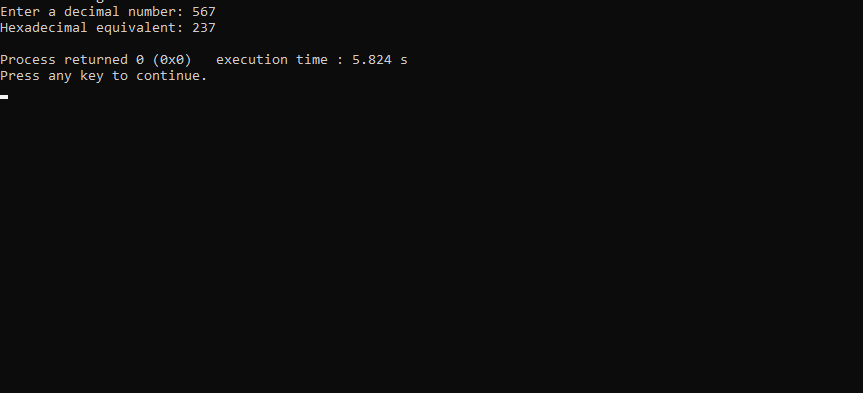 Enter a decimal number: 567
Hexadecimal equivalent: 237
Process returned 0 (0x0)   execution time : 5.824 s
Press any key to continue.